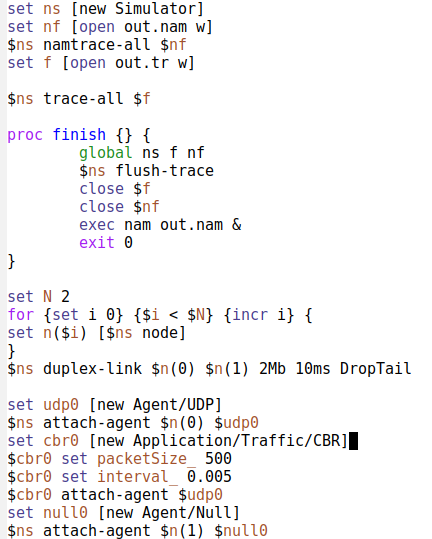 set ns [new Simulator]
set nf [open out.nam w]
$ns namtrace-all $nf
set f [open out.tr w]

$ns trace-all $f

proc finish {} {
        global ns f nf
        $ns flush-trace
        close $f
        close $nf
        exec nam out.nam &
        exit 0
}

set N 2
for {set i 0} {$i < $N} {incr i} {
set n($i) [$ns node]
}
$ns duplex-link $n(0) $n(1) 2Mb 10ms DropTail

set udp0 [new Agent/UDP]
$ns attach-agent $n(0) $udp0
set cbr0 [new Application/Traffic/CBR]
$cbr0 set packetSize_ 500
$cbr0 set interval_ 0.005
$cbr0 attach-agent $udp0
set null0 [new Agent/Null]
$ns attach-agent $n(1) $null0